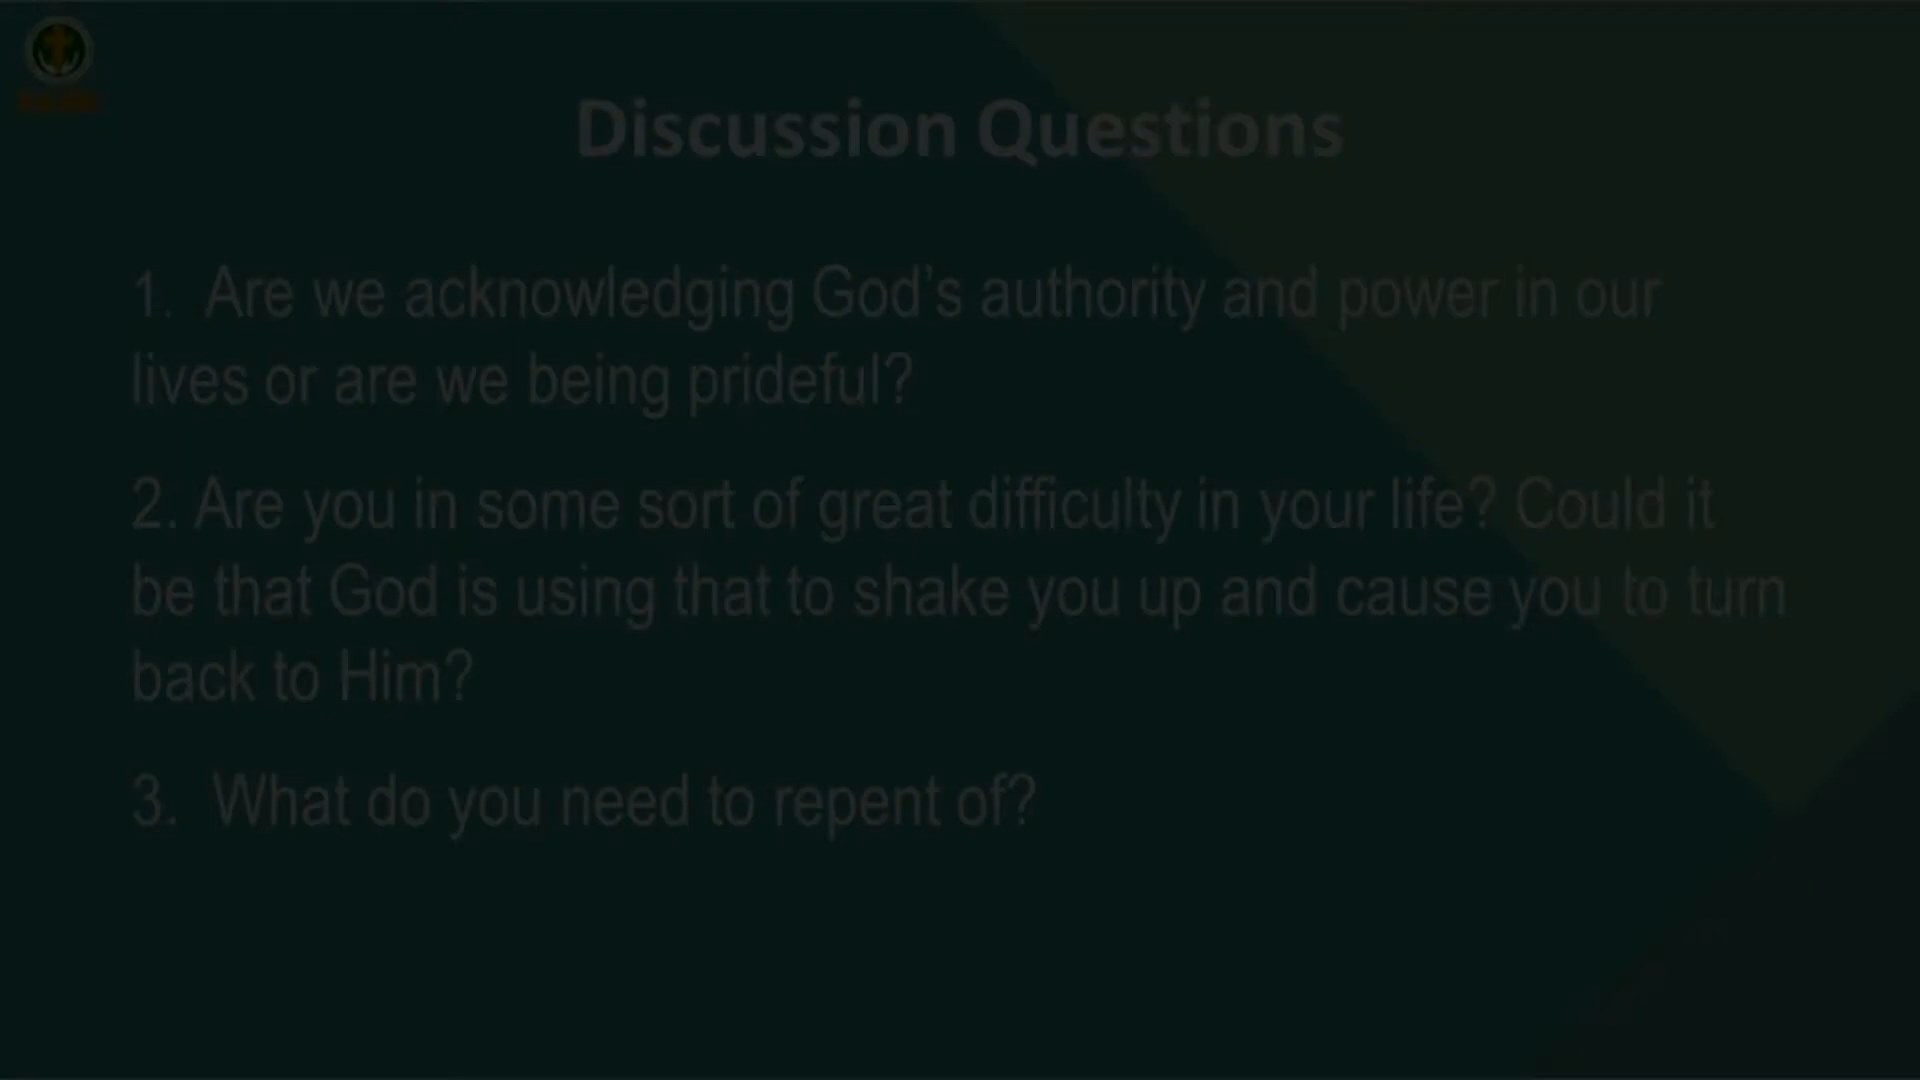 Discussion Questions
1. Are we acknowledging God’s authority and power in our
lives or are we being prideful?
2. Are you in some sort of great difficulty in your life? Could it
be that God is using that to shake you up and cause you to turn
back to Him?
3. What do you need to repent of?